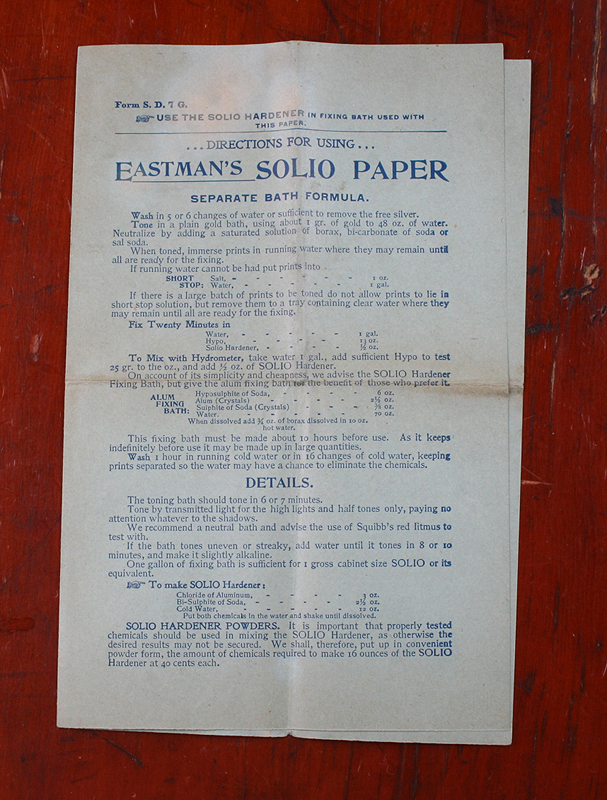 Form S. D. 7 G.
USE THE SOLIO HARDENER IN FIXING BATH USED WITH
THIS PAPER.
...DIRECTIONS FOR USING...
EASTMAN'S SOLIO PAPER
SEPARATE BATH FORMULA.
Wash in 5 or 6 changes of water or sufficient to remove the free silver.
Tone in a plain gold bath, using about 1 gr. of gold to 48 oz. of water.
Neutralize by adding a saturated solution of borax, bi-carbonate of soda or
sal soda.
When toned, immerse prints in running water where they may remain until
all are ready for the fixing.
If running water cannot be had put prints into
SHORT Salt, - - - - - - 1 oz.
STOP: Water, - - - - - - 1 gal.
If there is a large batch of prints to be toned do not allow prints to lie in
short stop solution, but remove them to a tray containing clear water where they
may remain until all are ready for the fixing.
Fix Twenty Minutes in
Water, - - - - - - 1 gal.
Hypo, - - - - - - 13 oz.
Solio Hardener, - - - - - ½ oz.
To Mix with Hydrometer, take water 1 gal., add sufficient Hypo to test
25 gr. to the oz., and add ½ oz. of SOLIO Hardener.
On account of its simplicity and cheapness, we advise the SOLIO Hardener
Fixing Bath, but give the alum fixing bath for the benefit of those who prefer it.
ALUM Hyposulphite of Soda, - - - - - 6 oz.
FIXING Alum (Crystals) - - - - - 2½ oz.
Sulphite of Soda (Crystals) - - - -
BATH: Water, - - - - - - 70 oz.
When dissolved add ¾ oz. of borax dissolved in 10 oz.
hot water.
This fixing bath must be made about 10 hours before use. As it keeps
indefinitely before use it may be made up in large quantities.
Wash 1 hour in running cold water or in 16 changes of cold water, keeping
prints separated so the water may have a chance to eliminate the chemicals.
DETAILS.
The toning bath should tone in 6 or 7 minutes.
Tone by transmitted light for the high lights and half tones only, paying no
attention whatever to the shadows.
We recommend a neutral bath and advise the use of Squibb's red litmus to
test with.
If the bath tones uneven or streaky, add water until it tones in 8 or 10
minutes, and make it slightly alkaline.
One gallon of fixing bath is sufficient for 1 gross cabinet size SOLIO or its
equivalent.
To make SOLIO Hardener:
Chloride of Aluminum, - - - - - 3 oz.
Bi-Sulphite of Soda, - - - - - 2½ oz.
Cold Water, - - - - - - 12 oz.
Put both chemicals in the water and shake until dissolved.
SOLIO HARDENER POWDERS. It is important that properly tested
chemicals should be used in mixing the SOLIO Hardener, as otherwise the
desired results may not be secured. We shall, therefore, put up in convenient
powder form, the amount of chemicals required to make 16 ounces of the SOLIO
Hardener at 40 cents each.